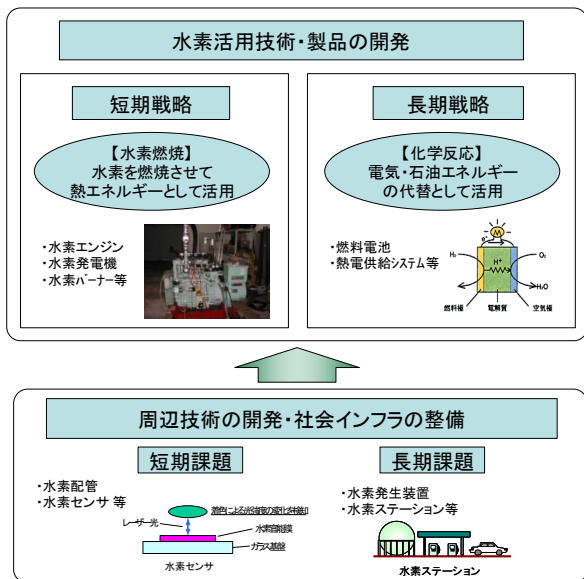 水素活用技術・製品の開発
短期戦略
【水素燃焼】
水素を燃焼させて
熱エネルギーとして活用
・水素エンジン
・水素発電機
・水素バーナー等
長期戦略
【化学反応】
電気・石油エネルギー
の代替として活用
・燃料電池
・熱電供給システム等
e⁻
H₂
H⁺
O₂
H₂O
燃料極
電解質
空気極
周辺技術の開発・社会インフラの整備
短期課題
・水素配管
・水素センサ 等
レーザー光
ガラス基盤
水素センサ
長期課題
・水素発生装置
・水素ステーション等
水素ステーション